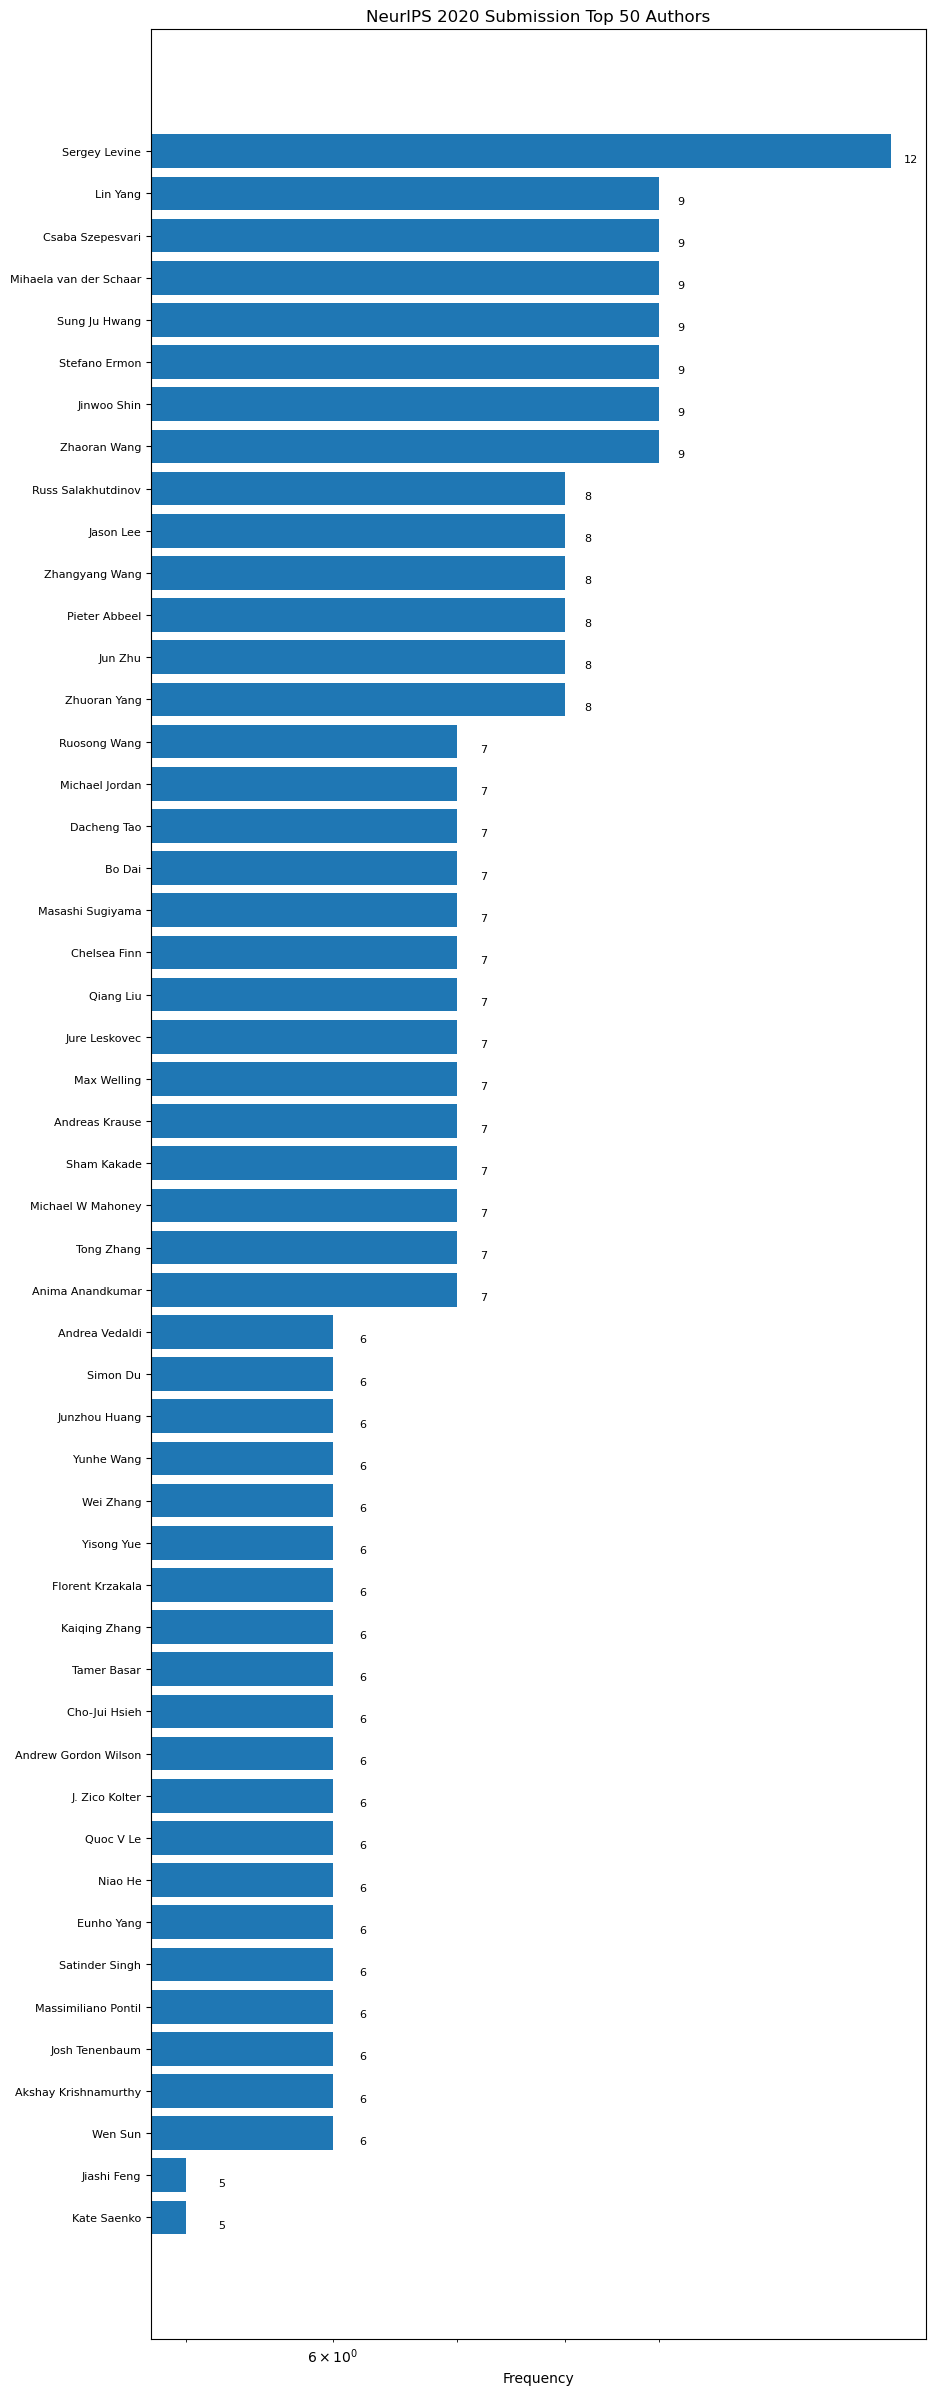 NeurIPS 2020 Submission Top 50 Authors
Sergey Levine 12
Lin Yang 9
Csaba Szepesvari 9
Mihaela van der Schaar 9
Sung Ju Hwang 9
Stefano Ermon 9
Jinwoo Shin 9
Zhaoran Wang 9
Russ Salakhutdinov 8
Jason Lee 8
Zhangyang Wang 8
Pieter Abbeel 8
Jun Zhu 8
Zhuoran Yang 8
Ruosong Wang 7
Michael Jordan 7
Dacheng Tao 7
Bo Dai 7
Masashi Sugiyama 7
Chelsea Finn 7
Qiang Liu 7
Jure Leskovec 7
Max Welling 7
Andreas Krause 7
Sham Kakade 7
Michael W Mahoney 7
Tong Zhang 7
Anima Anandkumar 7
Andrea Vedaldi 6
Simon Du 6
Junzhou Huang 6
Yunhe Wang 6
Wei Zhang 6
Yisong Yue 6
Florent Krzakala 6
Kaiqing Zhang 6
Tamer Basar 6
Cho-Jui Hsieh 6
Andrew Gordon Wilson 6
J. Zico Kolter 6
Quoc V Le 6
Niao He 6
Eunho Yang 6
Satinder Singh 6
Massimiliano Pontil 6
Josh Tenenbaum 6
Akshay Krishnamurthy 6
Wen Sun 6
Jiashi Feng 5
Kate Saenko 5
6 × 10⁰
Frequency